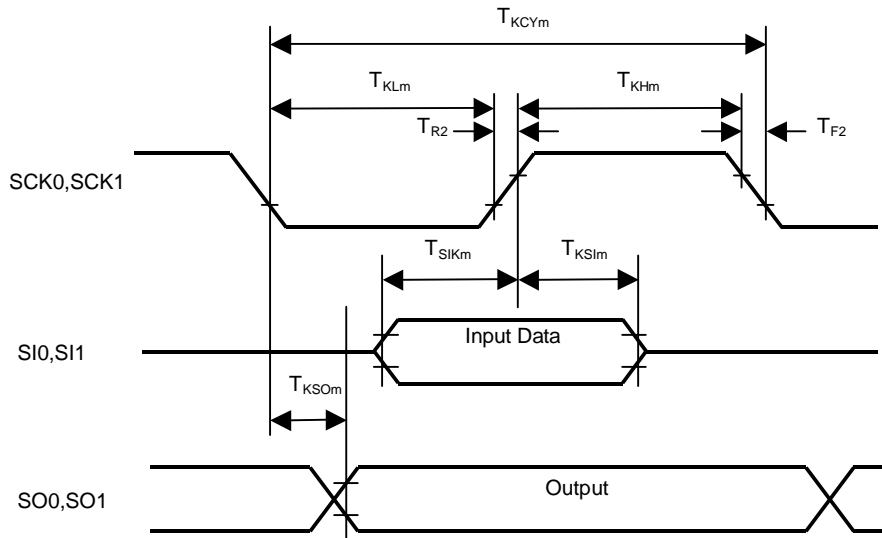 TKCYm
TKLm TKHm
TR2 TF2
SCK0,SCK1
TSIKm TKSIm
Input Data
SI0,SI1
TKSOm
Output
SO0,SO1